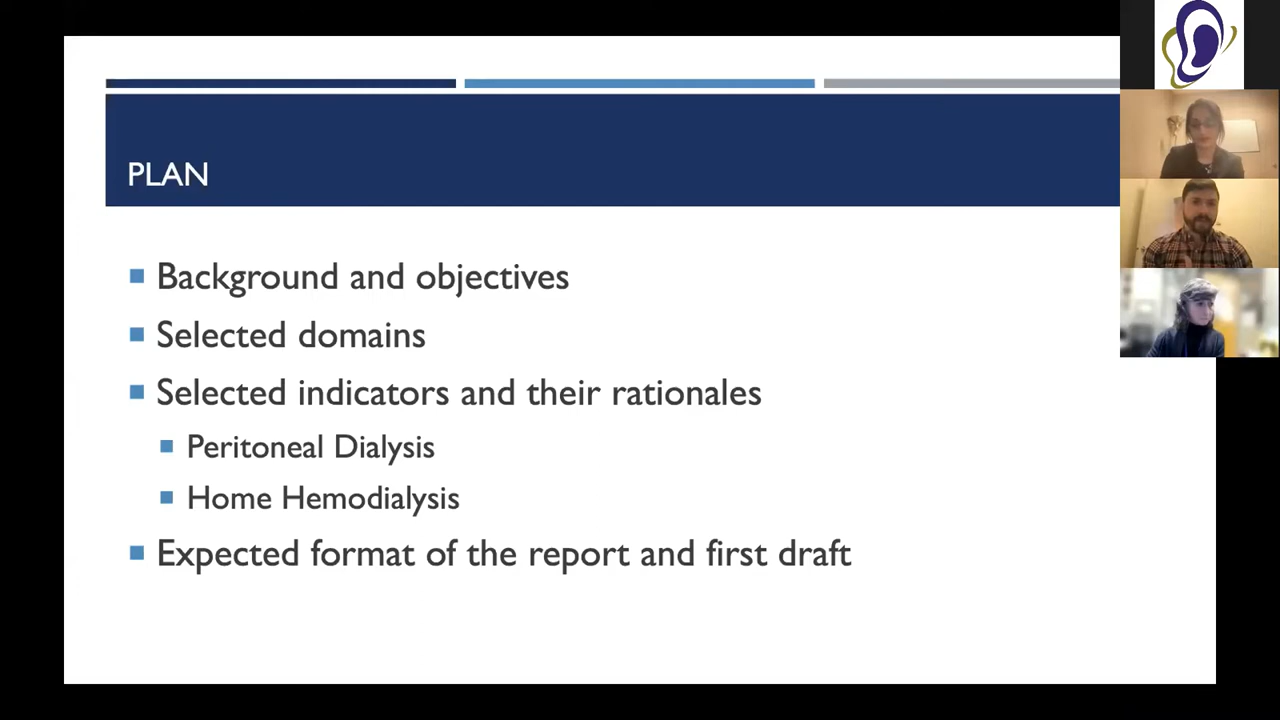 PLAN
Background and objectives
Selected domains
Selected indicators and their rationales
Peritoneal Dialysis
Home Hemodialysis
Expected format of the report and first draft